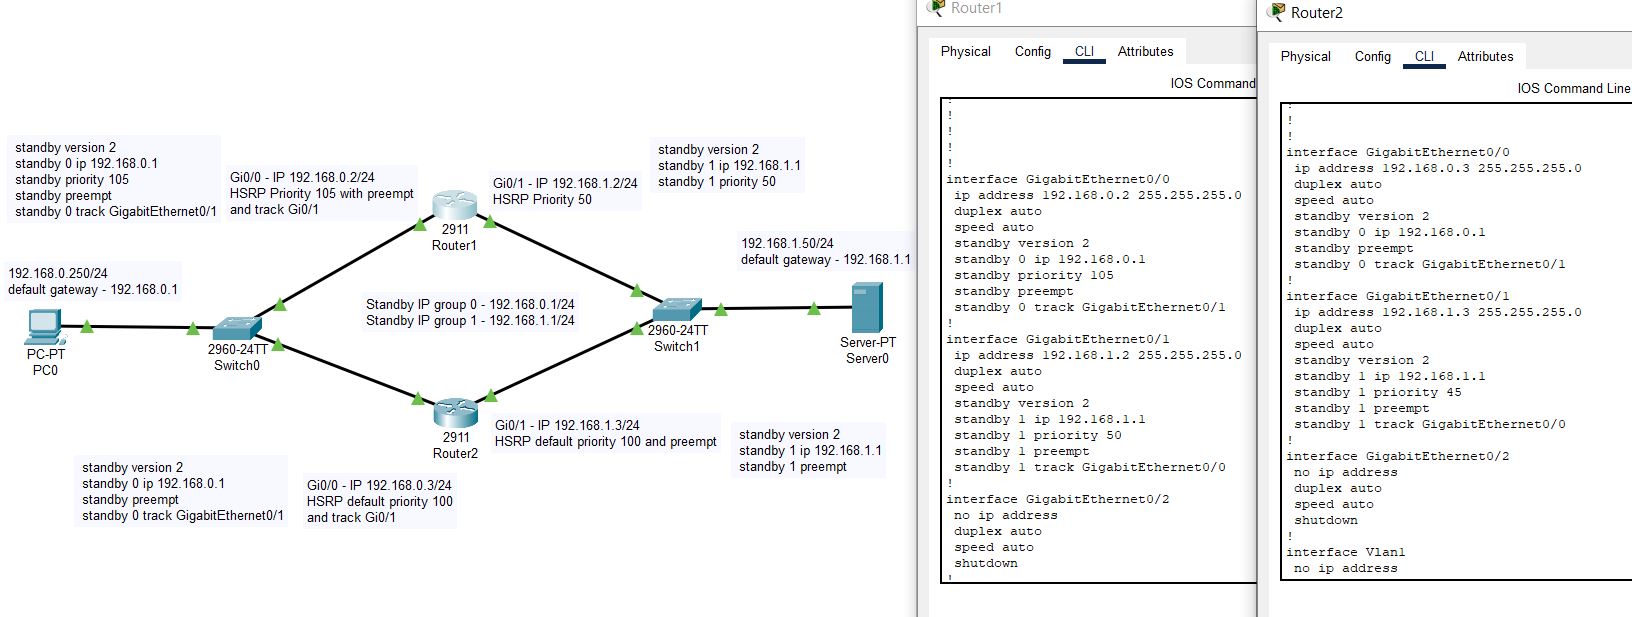 standby version 2
standby 0 ip 192.168.0.1
standby priority 105
standby preempt
standby 0 track GigabitEthernet0/1
Gi0/0 - IP 192.168.0.2/24
HSRP Priority 105 with preempt
and track Gi0/1
Gi0/1 - IP 192.168.1.2/24
HSRP Priority 50
standby version 2
standby 1 ip 192.168.1.1
standby 1 priority 50
2911
Router1
192.168.1.50/24
default gateway - 192.168.1.1
192.168.0.250/24
default gateway - 192.168.0.1
Standby IP group 0 - 192.168.0.1/24
Standby IP group 1 - 192.168.1.1/24
PC-PT
PC0
2960-24TT
Switch0
2960-24TT
Switch1
Server-PT
Server0
2911
Router2
Gi0/1 - IP 192.168.1.3/24
HSRP default priority 100 and preempt
standby version 2
standby 1 ip 192.168.1.1
standby 1 preempt
standby version 2
standby 0 ip 192.168.0.1
standby preempt
standby 0 track GigabitEthernet0/1
Gi0/0 - IP 192.168.0.3/24
HSRP default priority 100
and track Gi0/1
Router1
Physical Config CLI Attributes
IOS Command
!
!
!
!
!
interface GigabitEthernet0/0
ip address 192.168.0.2 255.255.255.0
duplex auto
speed auto
standby version 2
standby 0 ip 192.168.0.1
standby priority 105
standby preempt
standby 0 track GigabitEthernet0/1
!
interface GigabitEthernet0/1
ip address 192.168.1.2 255.255.255.0
duplex auto
speed auto
standby version 2
standby 1 ip 192.168.1.1
standby 1 priority 50
standby 1 preempt
standby 1 track GigabitEthernet0/0
!
interface GigabitEthernet0/2
no ip address
duplex auto
speed auto
shutdown
!
Router2
Physical Config CLI Attributes
IOS Command Line
!
!
!
interface GigabitEthernet0/0
ip address 192.168.0.3 255.255.255.0
duplex auto
speed auto
standby version 2
standby 0 ip 192.168.0.1
standby preempt
standby 0 track GigabitEthernet0/1
!
interface GigabitEthernet0/1
ip address 192.168.1.3 255.255.255.0
duplex auto
speed auto
standby version 2
standby 1 ip 192.168.1.1
standby 1 priority 45
standby 1 preempt
standby 1 track GigabitEthernet0/0
!
interface GigabitEthernet0/2
no ip address
duplex auto
speed auto
shutdown
!
interface Vlan1
no ip address